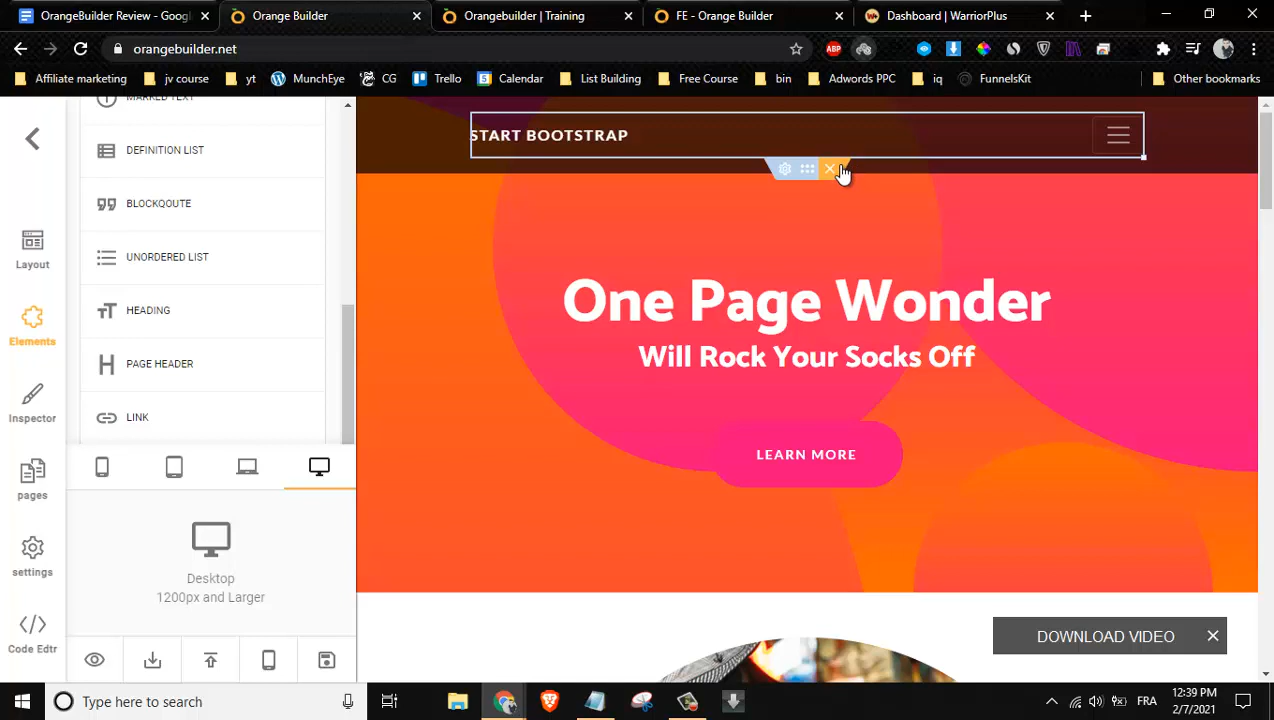 OrangeBuilder Review - Googl
Orange Builder
Orangebuilder | Training
FE - Orange Builder
Dashboard | WarriorPlus
orangebuilder.net
ABP
Affiliate marketing
jv course
yt
MunchEye
CG
Trello
Calendar
List Building
Free Course
bin
Adwords PPC
iq
FunnelsKit
Other bookmarks
MARKED TEXT
DEFINITION LIST
BLOCKQOUTE
UNORDERED LIST
HEADING
PAGE HEADER
LINK
Layout
Elements
Inspector
pages
settings
Code Edtr
Desktop
1200px and Larger
START BOOTSTRAP
One Page Wonder
Will Rock Your Socks Off
LEARN MORE
DOWNLOAD VIDEO
Type here to search
FRA
12:39 PM
2/7/2021